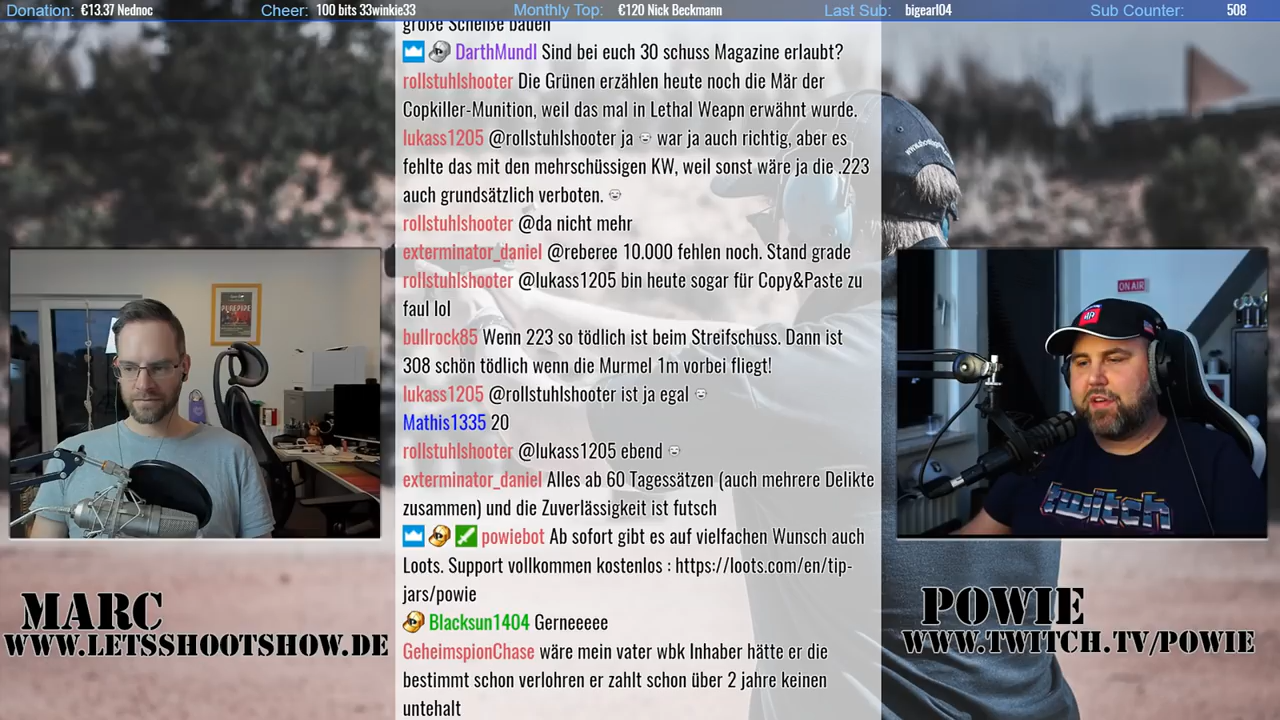 Donation: €13.37 Nednoc Cheer: 100 bits 33winkie33 Monthly Top: €120 Nick Beckmann Last Sub: bigearl04 Sub Counter: 508
große Scheiße bauen
DarthMundl Sind bei euch 30 schuss Magazine erlaubt?
rollstuhlshooter Die Grünen erzählen heute noch die Mär der
Copkiller-Munition, weil das mal in Lethal Weapn erwähnt wurde.
lukass1205 @rollstuhlshooter ja war ja auch richtig, aber es
fehlte das mit den mehrschüssigen KW, weil sonst wäre ja die .223
auch grundsätzlich verboten.
rollstuhlshooter @da nicht mehr
exterminator_daniel @reberee 10.000 fehlen noch. Stand grade
rollstuhlshooter @lukass1205 bin heute sogar für Copy&Paste zu
faul lol
bullrock85 Wenn 223 so tödlich ist beim Streifschuss. Dann ist
308 schön tödlich wenn die Murmel 1m vorbei fliegt!
lukass1205 @rollstuhlshooter ist ja egal
Mathis1335 20
rollstuhlshooter @lukass1205 ebend
exterminator_daniel Alles ab 60 Tagessätzen (auch mehrere Delikte
zusammen) und die Zuverlässigkeit ist futsch
powiebot Ab sofort gibt es auf vielfachen Wunsch auch
Loots. Support vollkommen kostenlos : https://loots.com/en/tip-
jars/powie
Blacksun1404 Gerneeeee
GeheimspionChase wäre mein vater wbk Inhaber hätte er die
bestimmt schon verlohren er zahlt schon über 2 jahre keinen
untehalt
MARC
WWW.LETSSHOOTSHOW.DE
ON AIR
twitch
POWIE
WWW.TWITCH.TV/POWIE